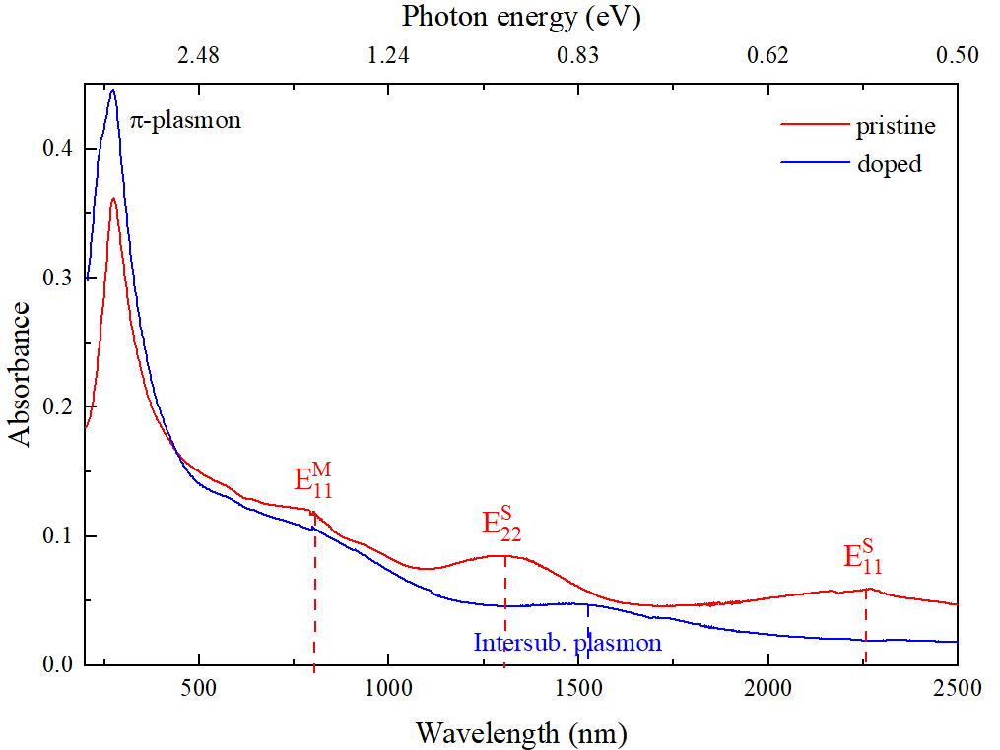 Photon energy (eV)
2.48 1.24 0.83 0.62 0.50
π-plasmon
pristine
doped
0.4
0.3
0.2
0.1
0.0
Absorbance
E₁₁ᴹ
E₂₂ˢ
E₁₁ˢ
Intersub. plasmon
500 1000 1500 2000 2500
Wavelength (nm)